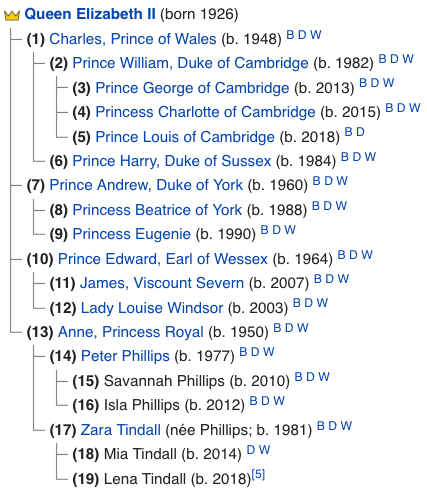 Queen Elizabeth II (born 1926)
(1) Charles, Prince of Wales (b. 1948) B D W
(2) Prince William, Duke of Cambridge (b. 1982) B D W
(3) Prince George of Cambridge (b. 2013) B D W
(4) Princess Charlotte of Cambridge (b. 2015) B D W
(5) Prince Louis of Cambridge (b. 2018) B D
(6) Prince Harry, Duke of Sussex (b. 1984) B D W
(7) Prince Andrew, Duke of York (b. 1960) B D W
(8) Princess Beatrice of York (b. 1988) B D W
(9) Princess Eugenie (b. 1990) B D W
(10) Prince Edward, Earl of Wessex (b. 1964) B D W
(11) James, Viscount Severn (b. 2007) B D W
(12) Lady Louise Windsor (b. 2003) B D W
(13) Anne, Princess Royal (b. 1950) B D W
(14) Peter Phillips (b. 1977) B D W
(15) Savannah Phillips (b. 2010) B D W
(16) Isla Phillips (b. 2012) B D W
(17) Zara Tindall (née Phillips; b. 1981) B D W
(18) Mia Tindall (b. 2014) D W
(19) Lena Tindall (b. 2018)[5]